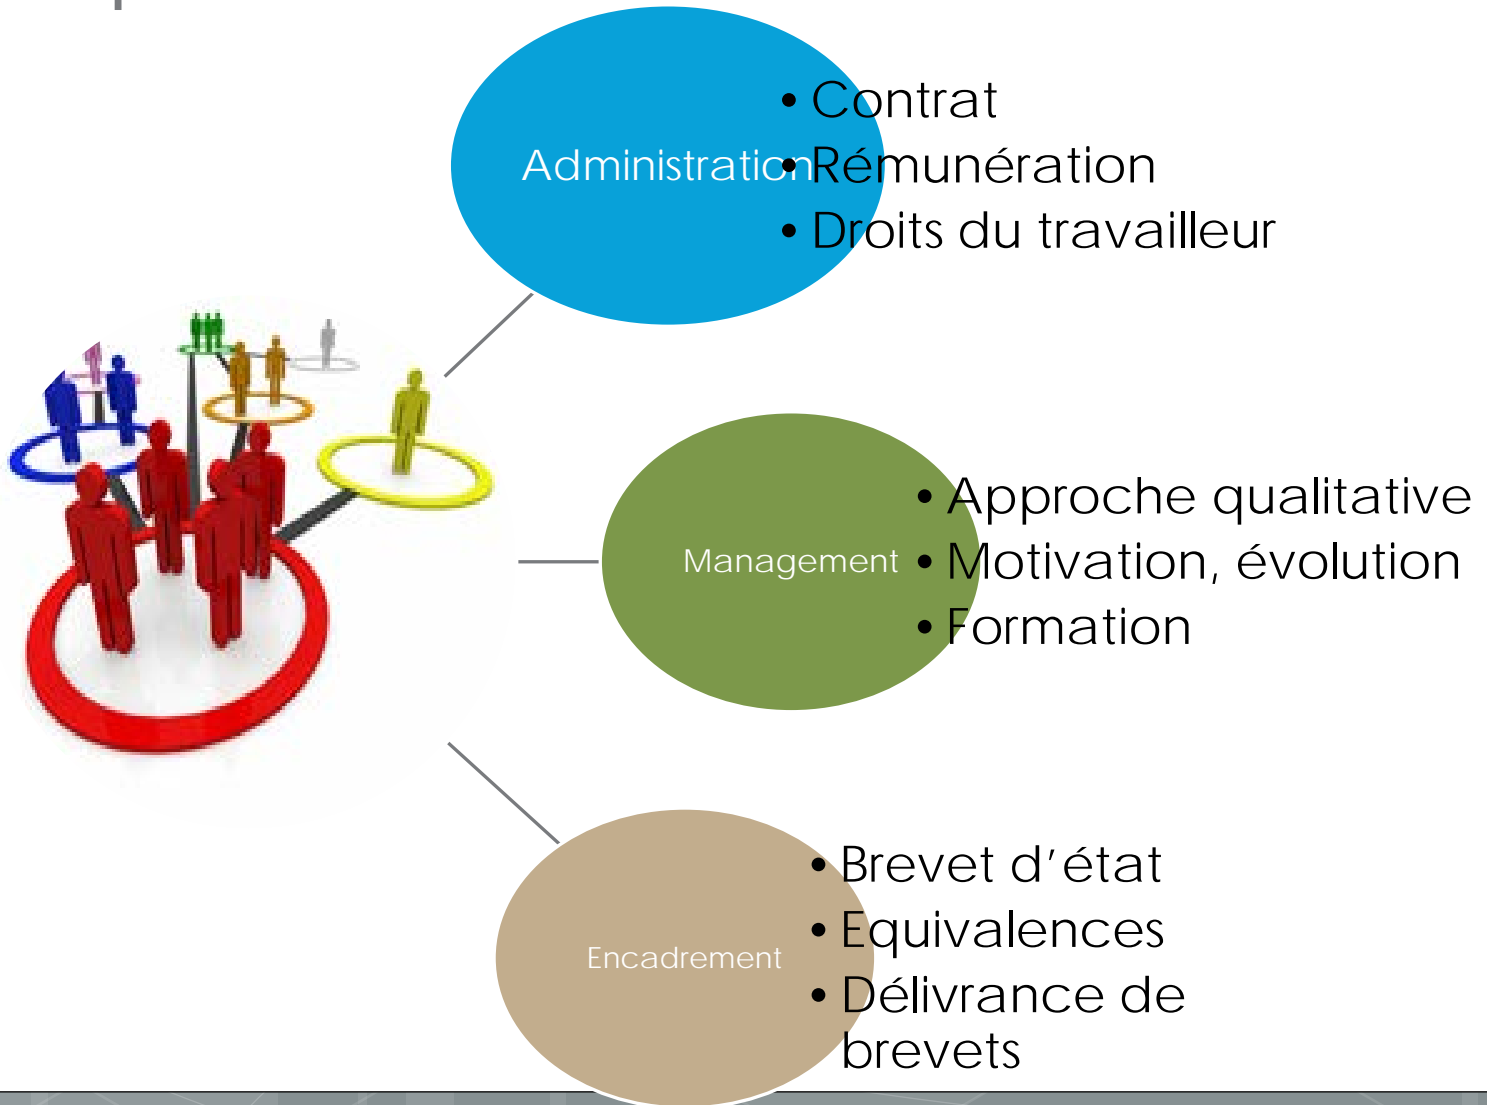 Administration
• Contrat
• Rémunération
• Droits du travailleur
Management
• Approche qualitative
• Motivation, évolution
• Formation
Encadrement
• Brevet d’état
• Equivalences
• Délivrance de
brevets